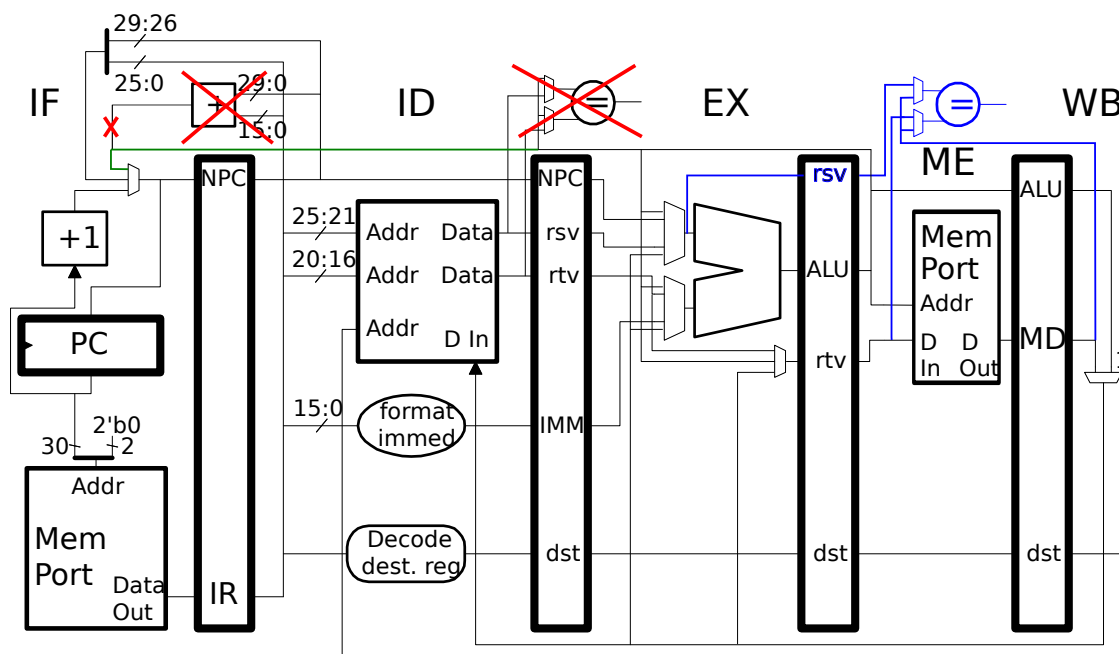 29:26
25:0
29:0
15:0
IF
ID
EX
WB
ME
+
=
=
NPC
NPC
rsv
ALU
+1
25:21
Addr
Data
rsv
20:16
Addr
Data
rtv
ALU
Mem
Port
Addr
PC
Addr
D In
D
In
D
Out
MD
rtv
15:0
format
immed
IMM
30
2'b0
2
Addr
Mem
Port
Data
Out
IR
Decode
dest. reg
dst
dst
dst